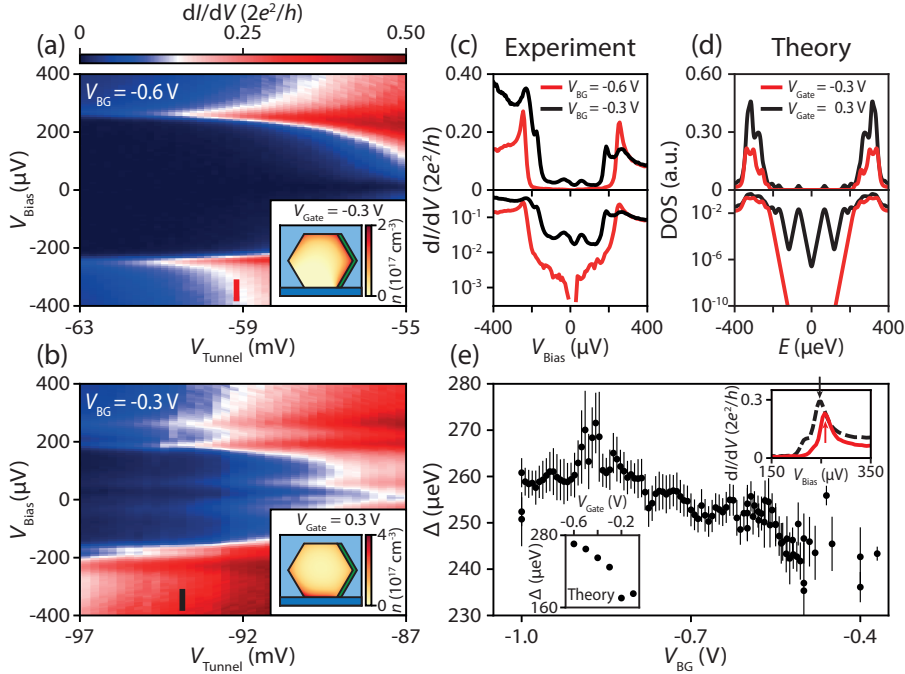 dI/dV (2e²/h)
0 0.25 0.50
(a)
V_BG = -0.6 V
400
200
0
-200
-400
V_Bias (µV)
-63 -59 -55
V_Tunnel (mV)
V_Gate = -0.3 V
2
0
n (10¹⁷ cm⁻³)
(b)
V_BG = -0.3 V
400
200
0
-200
-400
V_Bias (µV)
-97 -92 -87
V_Tunnel (mV)
V_Gate = 0.3 V
4
0
n (10¹⁷ cm⁻³)
(c) Experiment
V_BG = -0.6 V
V_BG = -0.3 V
0.40
0.20
0
10⁻¹
10⁻²
10⁻³
dI/dV (2e²/h)
-400 0 400
V_Bias (µV)
(d) Theory
V_Gate = -0.3 V
V_Gate = 0.3 V
0.60
0.45
0
10⁻²
10⁻⁶
10⁻¹⁰
DOS (a.u.)
-400 0 400
E (µeV)
(e)
280
270
260
250
240
230
Δ (µeV)
-1.0 -0.7 -0.4
V_BG (V)
V_Gate (V)
-0.6 -0.2
280
160
Δ (µeV)
Theory
dI/dV (2e²/h)
0.3
0
150 V_Bias (µV) 350